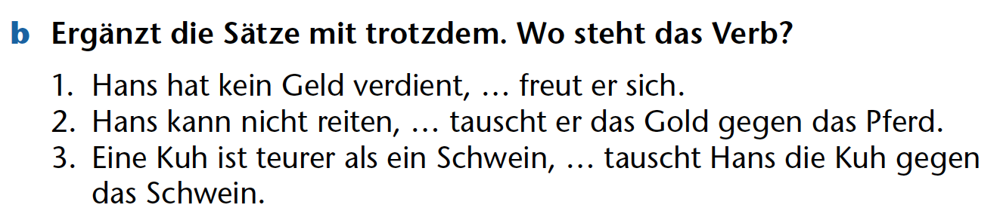 b Ergänzt die Sätze mit trotzdem. Wo steht das Verb?
1. Hans hat kein Geld verdient, … freut er sich.
2. Hans kann nicht reiten, … tauscht er das Gold gegen das Pferd.
3. Eine Kuh ist teurer als ein Schwein, … tauscht Hans die Kuh gegen
das Schwein.